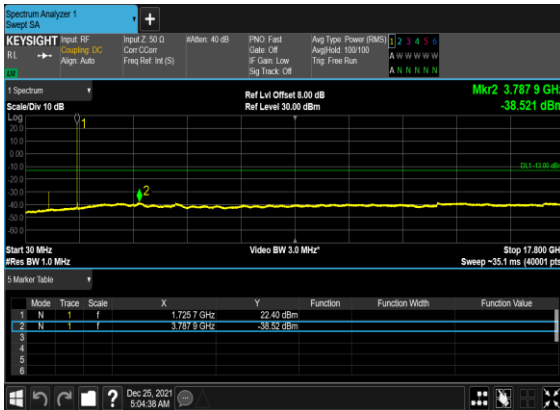 Spectrum Analyzer 1
Swept SA
+
KEYSIGHT Input: RF Input Z: 50 Ω #Atten: 40 dB PNO: Fast Avg Type: Power (RMS) 1 2 3 4 5 6
RL Coupling: DC Corr CCorr Gate: Off Avg|Hold: 100/100 A W W W W W
Align: Auto Freq Ref: Int (S) IF Gain: Low Trig: Free Run
Sig Track: Off A N N N N N
1 Spectrum Ref Lvl Offset 8.00 dB Mkr2 3.787 9 GHz
Scale/Div 10 dB Ref Level 30.00 dBm -38.521 dBm
Log
20.0
10.0
0.00
-10.0 DL1 -13.00 dBm
-20.0
-30.0
-40.0
-50.0
-60.0
1
2
Start 30 MHz Video BW 3.0 MHz* Stop 17.800 GHz
#Res BW 1.0 MHz Sweep ~35.1 ms (40001 pts)
5 Marker Table
Mode Trace Scale X Y Function Function Width Function Value
1 N 1 f 1.725 7 GHz 22.40 dBm
2 N 1 f 3.787 9 GHz -38.52 dBm
3
4
5
6
? Dec 25, 2021
5:04:38 AM